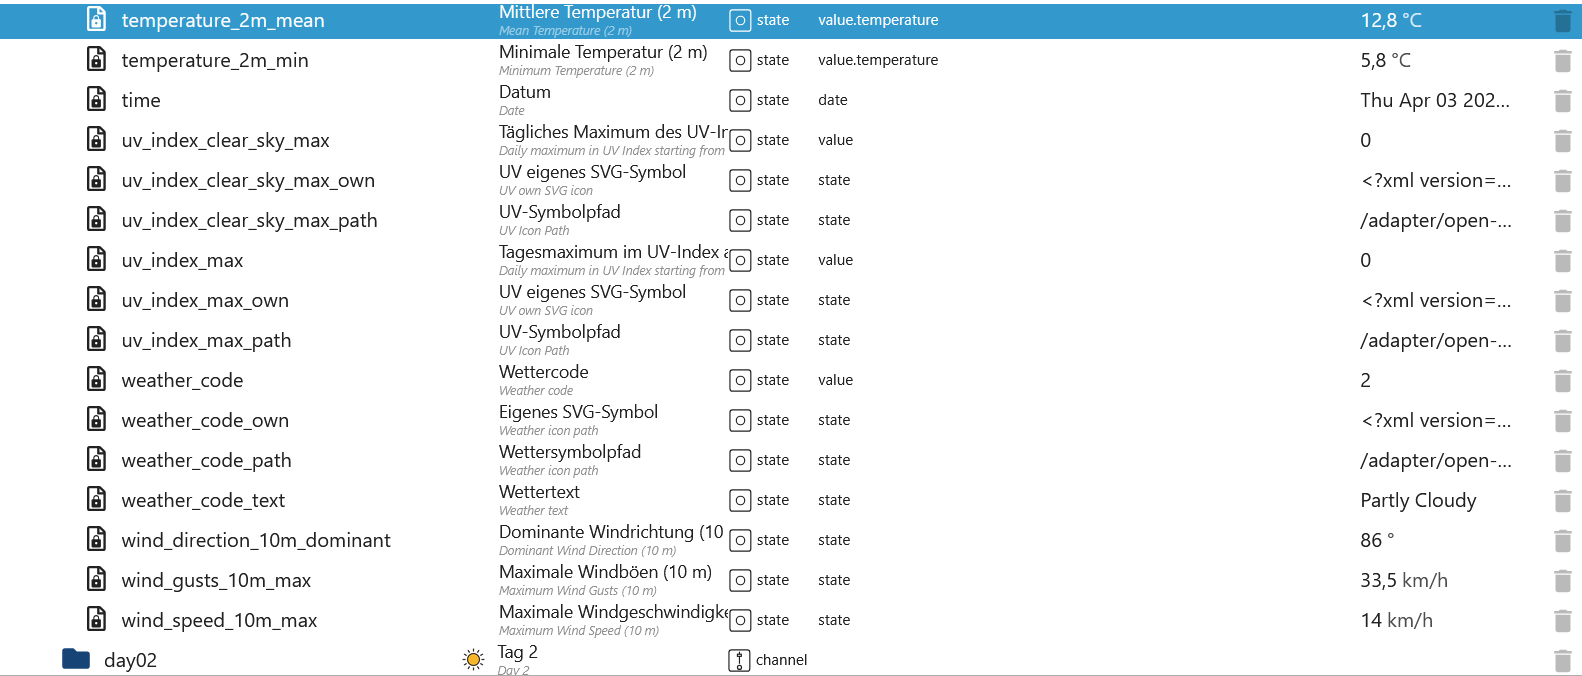 temperature_2m_mean Mittlere Temperatur (2 m) state value.temperature 12,8 °C
Mean Temperature (2 m)
temperature_2m_min Minimale Temperatur (2 m) state value.temperature 5,8 °C
Minimum Temperature (2 m)
time Datum state date Thu Apr 03 202...
Date
uv_index_clear_sky_max Tägliches Maximum des UV-In state value 0
Daily maximum in UV Index starting from
uv_index_clear_sky_max_own UV eigenes SVG-Symbol state state <?xml version=...
UV own SVG icon
uv_index_clear_sky_max_path UV-Symbolpfad state state /adapter/open-...
UV Icon Path
uv_index_max Tagesmaximum im UV-Index a state value 0
Daily maximum in UV Index starting from
uv_index_max_own UV eigenes SVG-Symbol state state <?xml version=...
UV own SVG icon
uv_index_max_path UV-Symbolpfad state state /adapter/open-...
UV Icon Path
weather_code Wettercode state value 2
Weather code
weather_code_own Eigenes SVG-Symbol state state <?xml version=...
Weather icon path
weather_code_path Wettersymbolpfad state state /adapter/open-...
Weather icon path
weather_code_text Wettertext state state Partly Cloudy
Weather text
wind_direction_10m_dominant Dominante Windrichtung (10 state state 86 °
Dominant Wind Direction (10 m)
wind_gusts_10m_max Maximale Windböen (10 m) state state 33,5 km/h
Maximum Wind Gusts (10 m)
wind_speed_10m_max Maximale Windgeschwindigke state state 14 km/h
Maximum Wind Speed (10 m)
day02 Tag 2 channel
Day 2